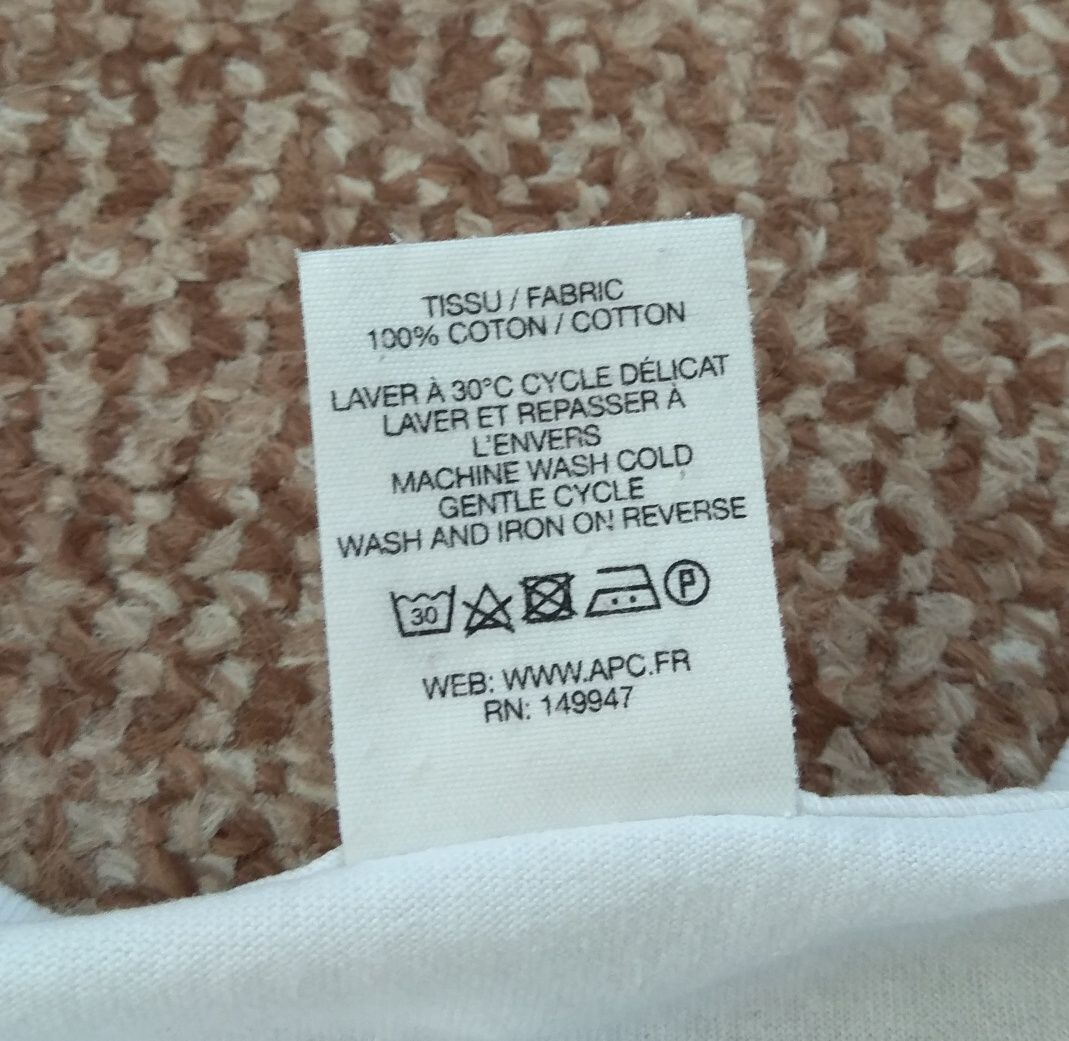 TISSU / FABRIC
100% COTON / COTTON
LAVER À 30°C CYCLE DÉLICAT
LAVER ET REPASSER À
L'ENVERS
MACHINE WASH COLD
GENTLE CYCLE
WASH AND IRON ON REVERSE
30 P
WEB: WWW.APC.FR
RN: 149947